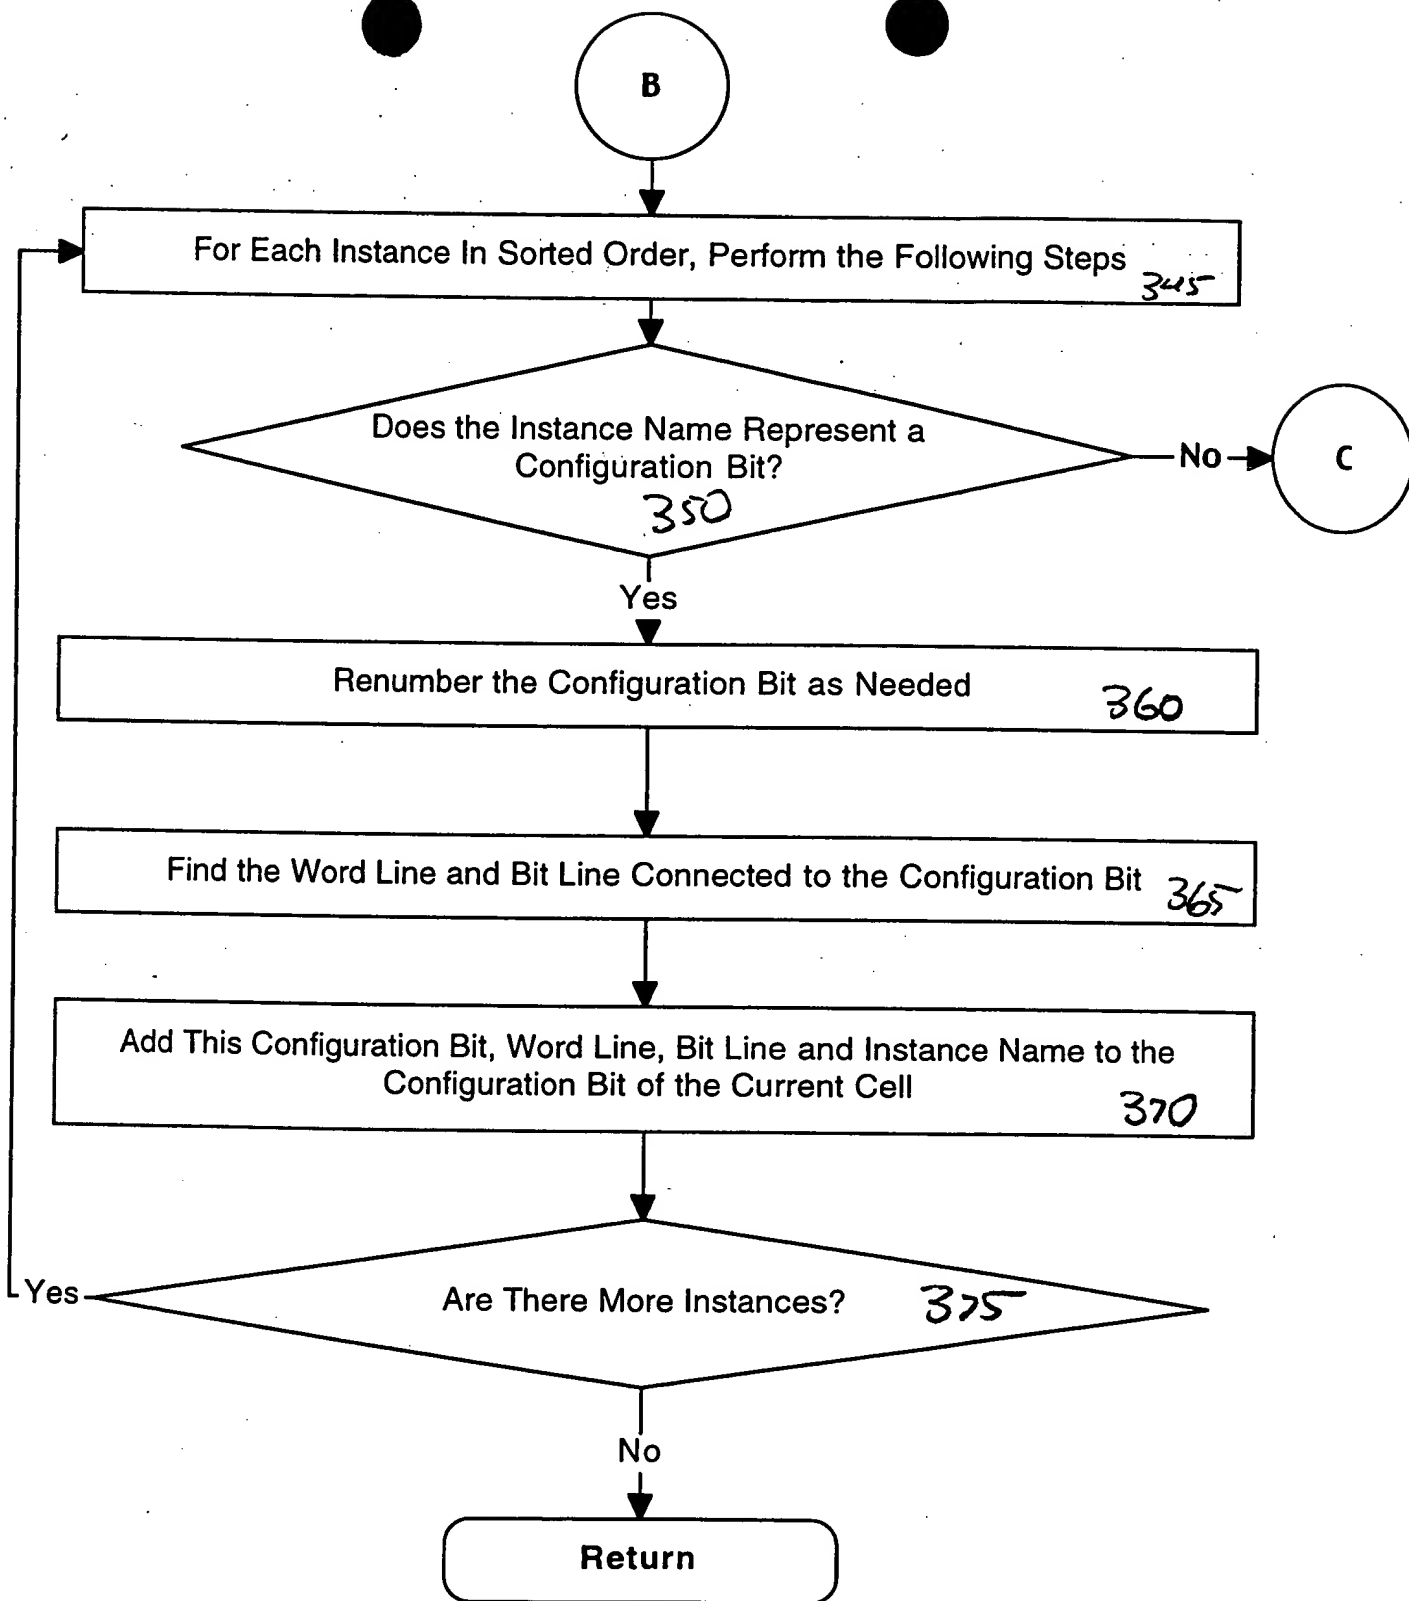 B
For Each Instance In Sorted Order, Perform the Following Steps
345
Does the Instance Name Represent a
Configuration Bit?
350
No
C
Yes
Renumber the Configuration Bit as Needed
360
Find the Word Line and Bit Line Connected to the Configuration Bit
365
Add This Configuration Bit, Word Line, Bit Line and Instance Name to the
Configuration Bit of the Current Cell
370
Yes
Are There More Instances?
375
No
Return